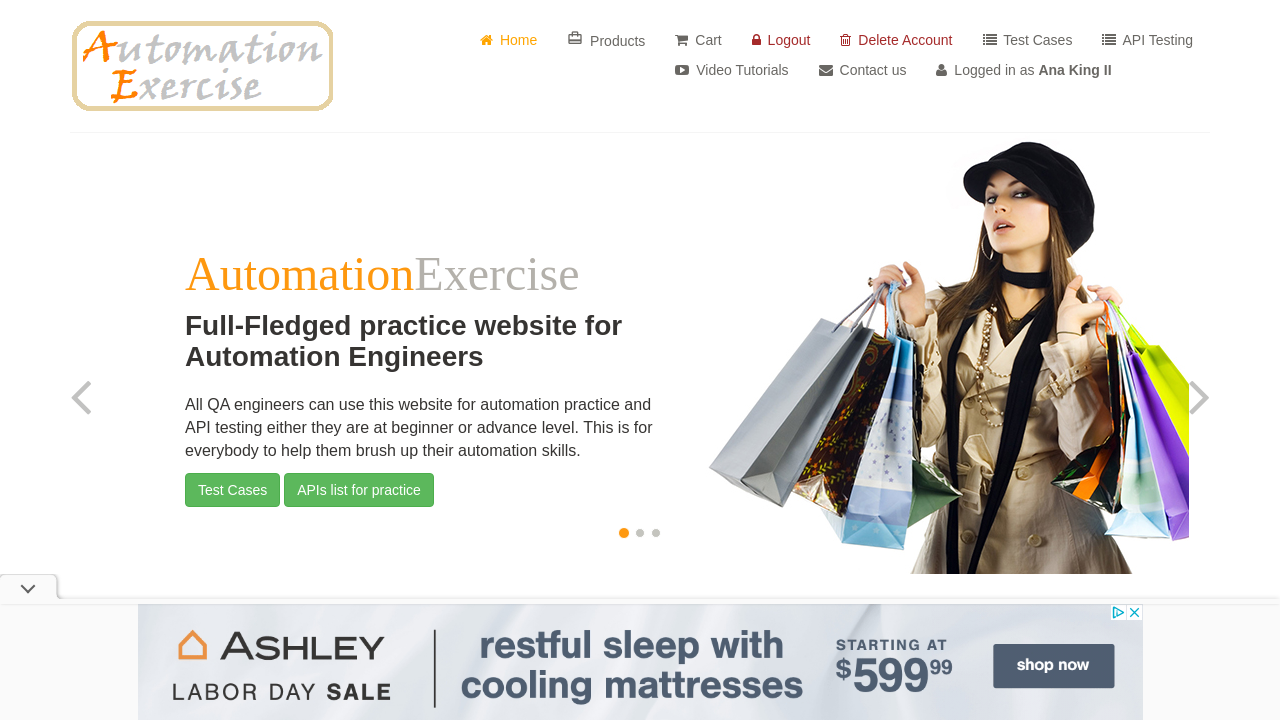 Automation
Exercise
Home Products Cart Logout Delete Account Test Cases API Testing
Video Tutorials Contact us Logged in as Ana King II
AutomationExercise
Full-Fledged practice website for
Automation Engineers
All QA engineers can use this website for automation practice and
API testing either they are at beginner or advance level. This is for
everybody to help them brush up their automation skills.
Test Cases APIs list for practice
ASHLEY
LABOR DAY SALE
restful sleep with
cooling mattresses
STARTING AT
$599.99
shop now